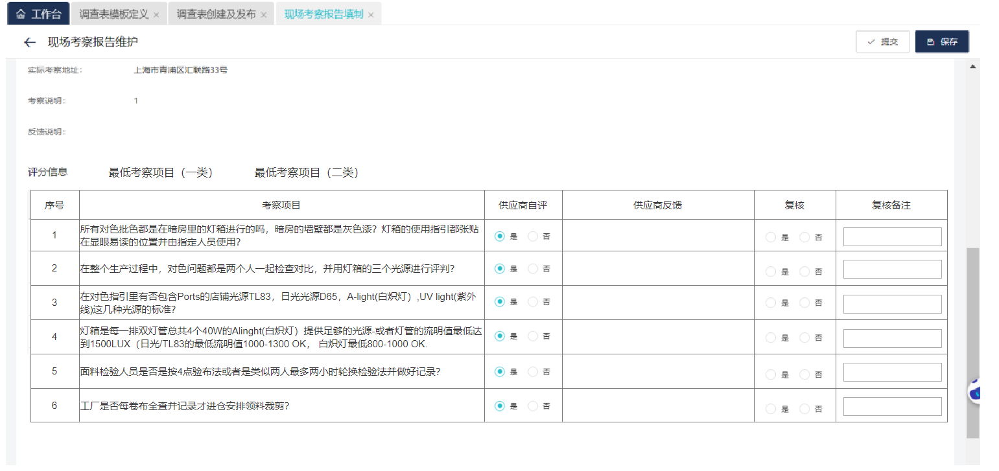 工作台 调查表模板定义 × 调查表创建及发布 × 现场考察报告填制 ×
现场考察报告维护 提交 保存
实际考察地址： 上海市青浦区汇联路33号
考察说明： 1
反馈说明：
评分信息 最低考察项目（一类） 最低考察项目（二类）
序号 考察项目 供应商自评 供应商反馈 复核 复核备注
1 所有对色批色都是在暗房里的灯箱进行的吗，暗房的墙壁都是灰色漆？灯箱的使用指引都张贴
在显眼易读的位置并由指定人员使用？ 是 否 是 否
2 在整个生产过程中，对色问题都是两个人一起检查对比，并用灯箱的三个光源进行评判？ 是 否 是 否
3 在对色指引里有否包含Ports的店铺光源TL83，日光光源D65，A-light(白炽灯）,UV light(紫外
线)这几种光源的标准？ 是 否 是 否
4 灯箱是每一排双灯管总共4个40W的Alinght(白炽灯）提供足够的光源-或者灯管的流明值最低达
到1500LUX（日光/TL83的最低流明值1000-1300 OK， 白炽灯最低800-1000 OK. 是 否 是 否
5 面料检验人员是否是按4点验布法或者是类似两人最多两小时轮换检验法并做好记录？ 是 否 是 否
6 工厂是否每卷布全查并记录才进仓安排领料裁剪？ 是 否 是 否